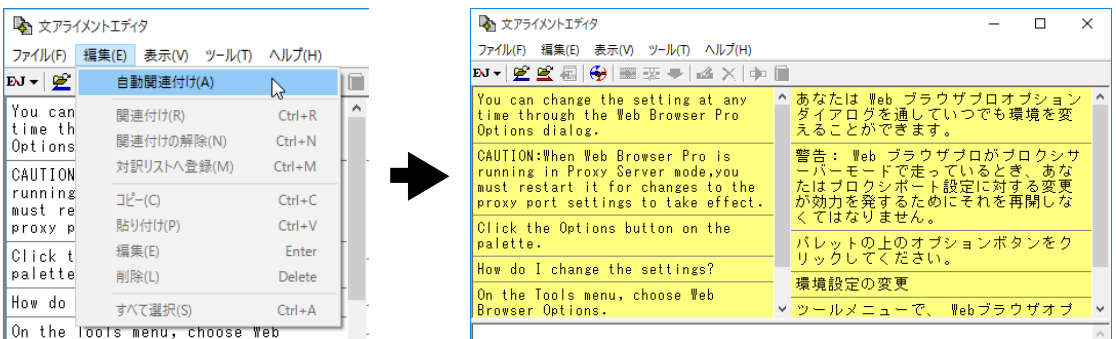 文アライメントエディタ
ファイル(F) 編集(E) 表示(V) ツール(T) ヘルプ(H)
EJ
自動関連付け(A)
関連付け(R) Ctrl+R
関連付けの解除(N) Ctrl+N
対訳リストへ登録(M) Ctrl+M
コピー(C) Ctrl+C
貼り付け(P) Ctrl+V
編集(E) Enter
削除(L) Delete
すべて選択(S) Ctrl+A
You can
time th
Options
CAUTION
running
must re
proxy p
Click t
palette
How do
On the Tools menu, choose Web
文アライメントエディタ
ファイル(F) 編集(E) 表示(V) ツール(T) ヘルプ(H)
EJ
You can change the setting at any
time through the Web Browser Pro
Options dialog.
CAUTION:When Web Browser Pro is
running in Proxy Server mode,you
must restart it for changes to the
proxy port settings to take effect.
Click the Options button on the
palette.
How do I change the settings?
On the Tools menu, choose Web
Browser Options.
あなたは Web ブラウザプロオプション
ダイアログを通していつでも環境を変
えることができます。
警告: Web ブラウザプロがプロクシサ
ーバーモードで走っているとき、あな
たはプロクシポート設定に対する変更
が効力を発するためにそれを再開しな
くてはなりません。
パレットの上のオプションボタンをク
リックしてください。
環境設定の変更
ツールメニューで、 Webブラウザオプ